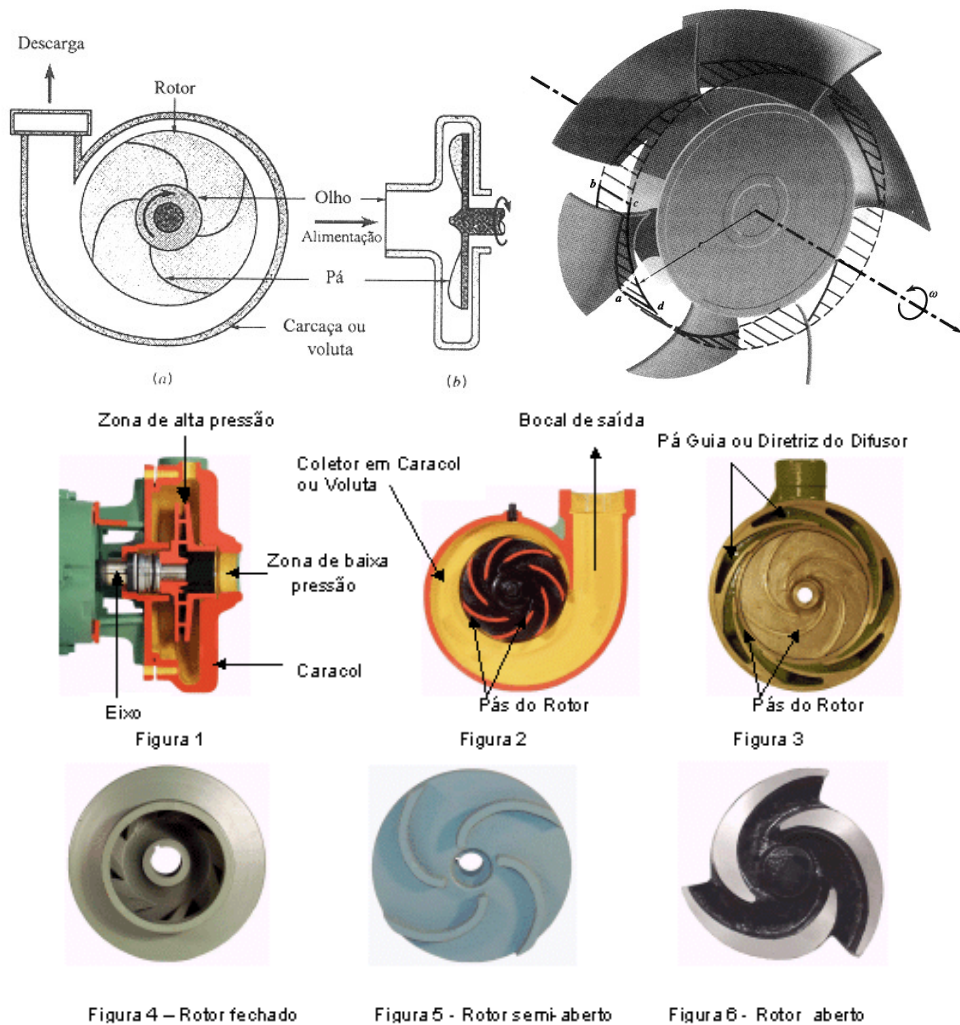 Descarga
Rotor
Olho
Alimentação
Pá
Carcaça ou
voluta
(a)
(b)
b
c
a
d
ω
Zona de alta pressão
Zona de baixa
pressão
Caracol
Eixo
Figura 1
Bocal de saída
Coletor em Caracol
ou Voluta
Pás do Rotor
Figura 2
Pá Guia ou Diretriz do Difusor
Pás do Rotor
Figura 3
Figura 4 – Rotor fechado
Figura 5 - Rotor semi-aberto
Figura 6 - Rotor aberto